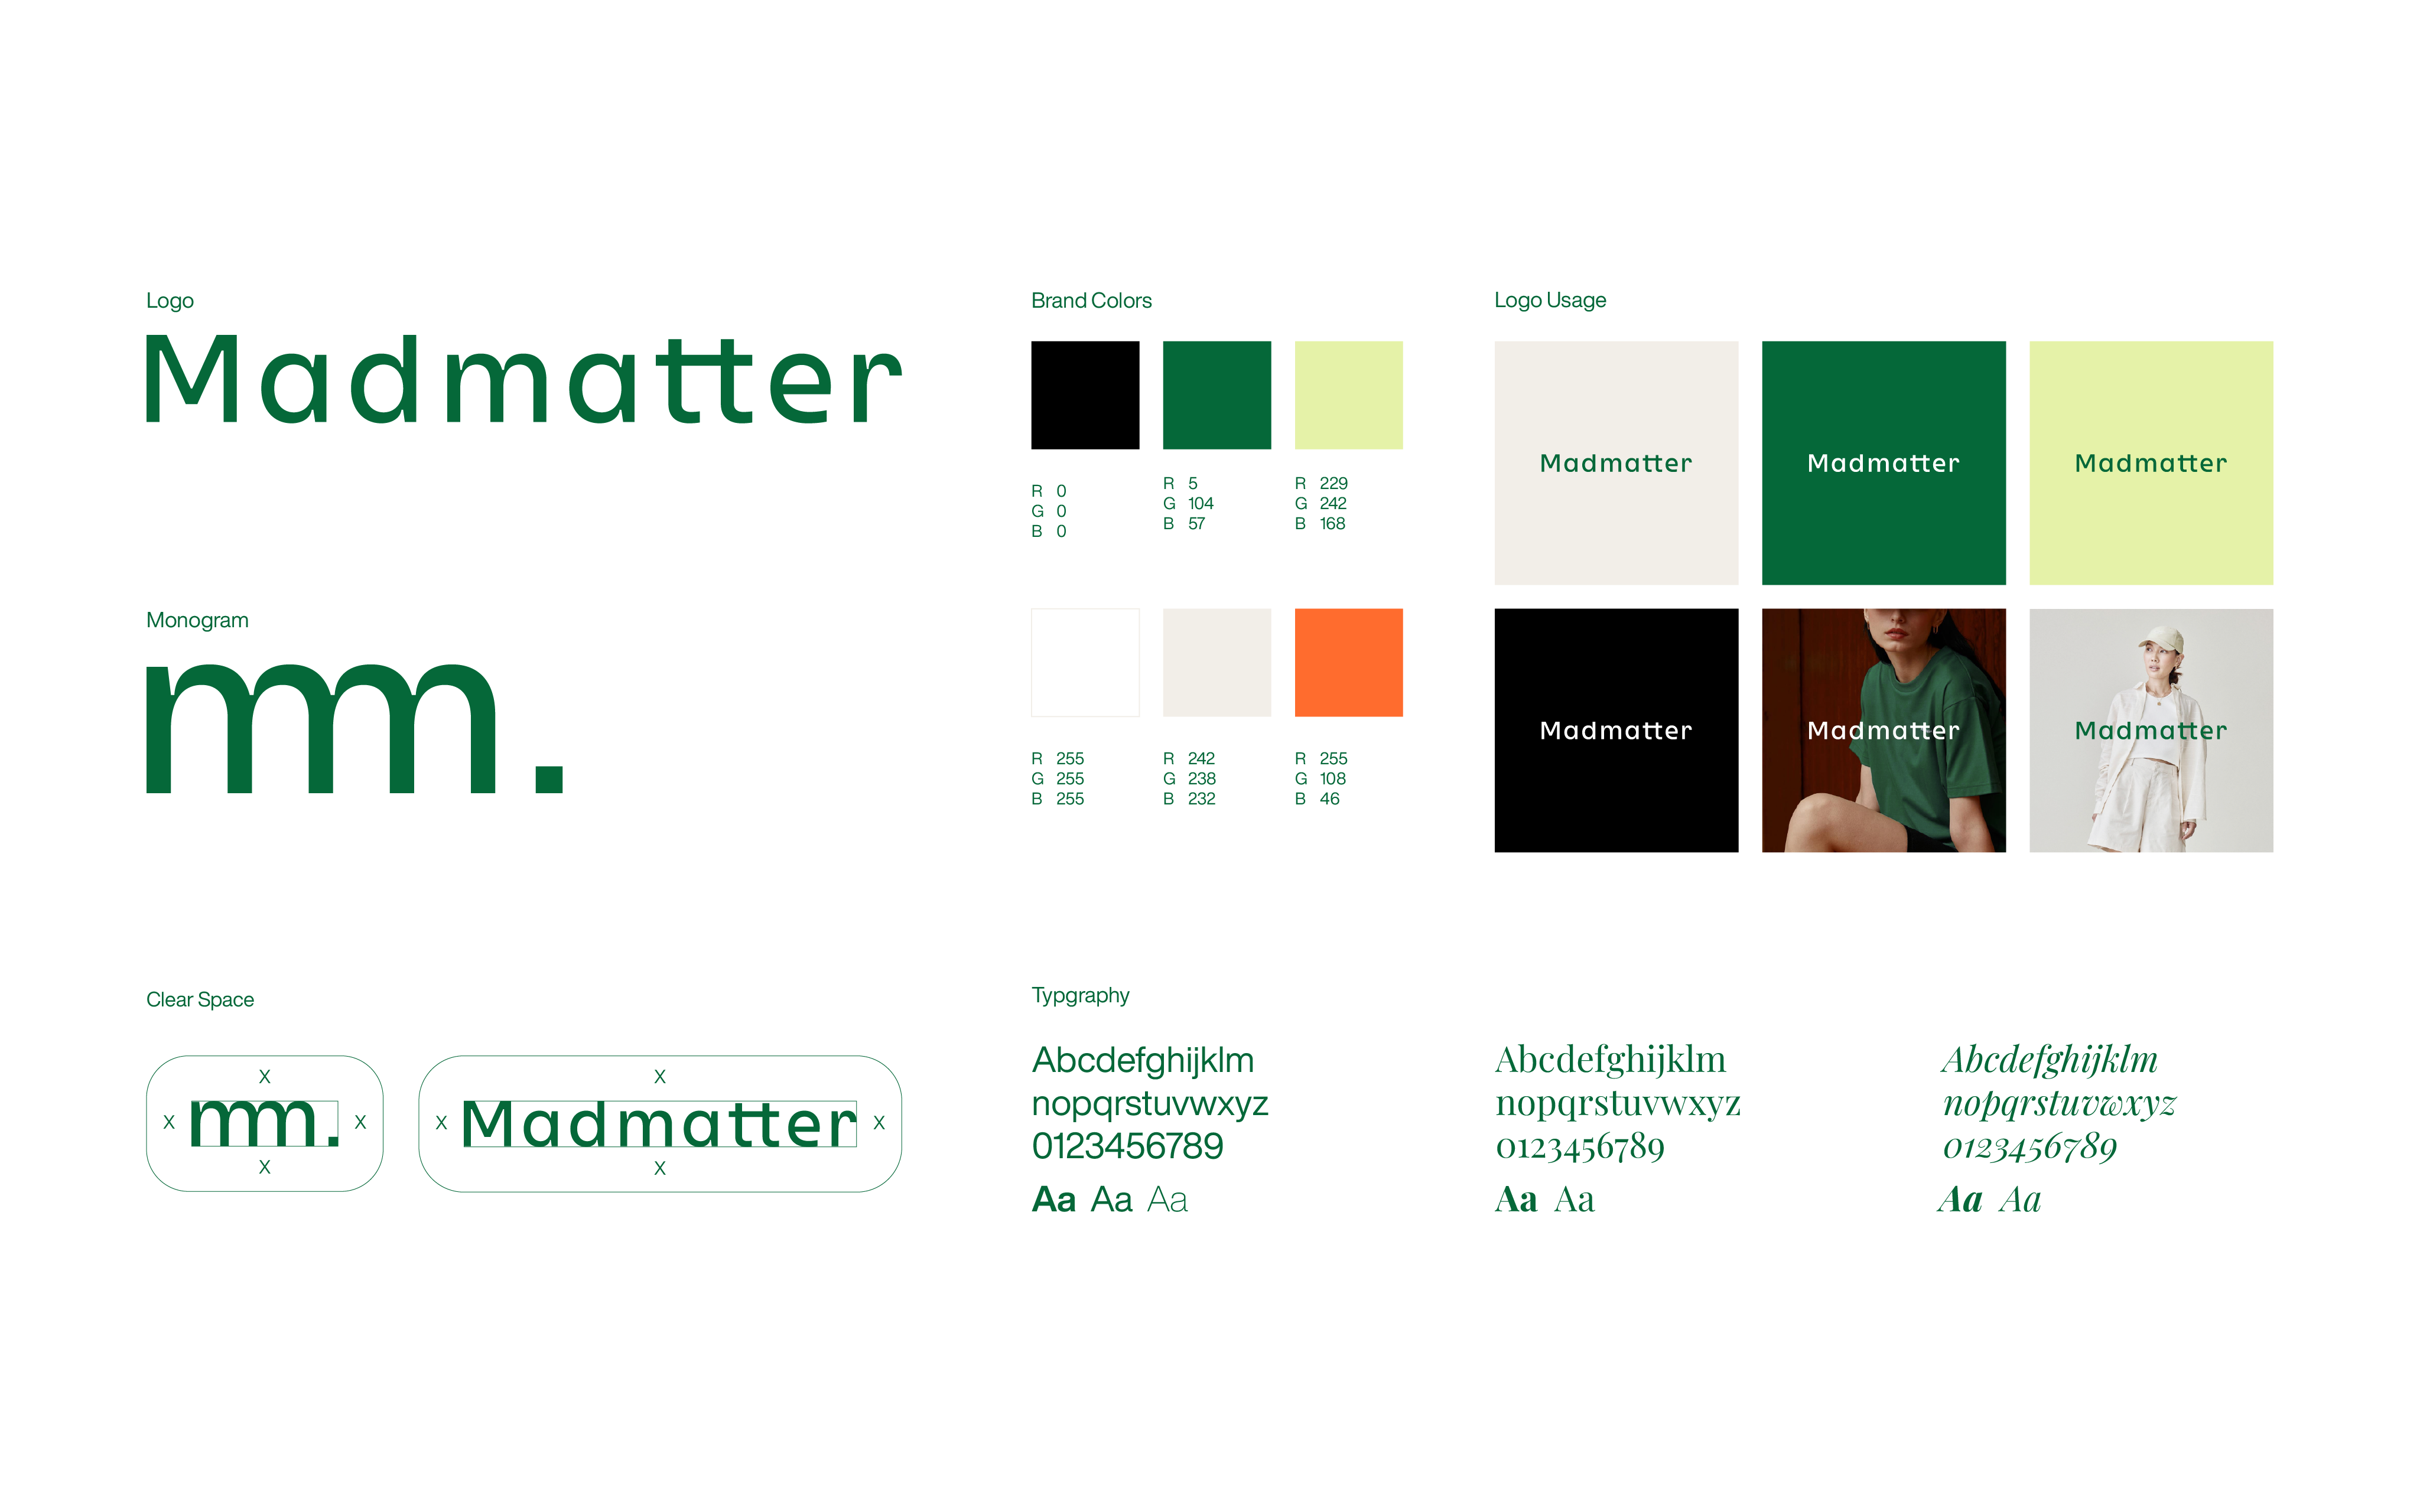 Logo
Madmatter
Monogram
mm.
Clear Space
X
X
mm.
X
X
X
X
Madmatter
X
X
Brand Colors
R 0
G 0
B 0
R 5
G 104
B 57
R 229
G 242
B 168
R 255
G 255
B 255
R 242
G 238
B 232
R 255
G 108
B 46
Logo Usage
Madmatter
Madmatter
Madmatter
Madmatter
Madmatter
Madmatter
Typgraphy
Abcdefghijklm
nopqrstuvwxyz
0123456789
Aa Aa Aa
Abcdefghijklm
nopqrstuvwxyz
0123456789
Aa Aa
Abcdefghijklm
nopqrstuvwxyz
0123456789
Aa Aa